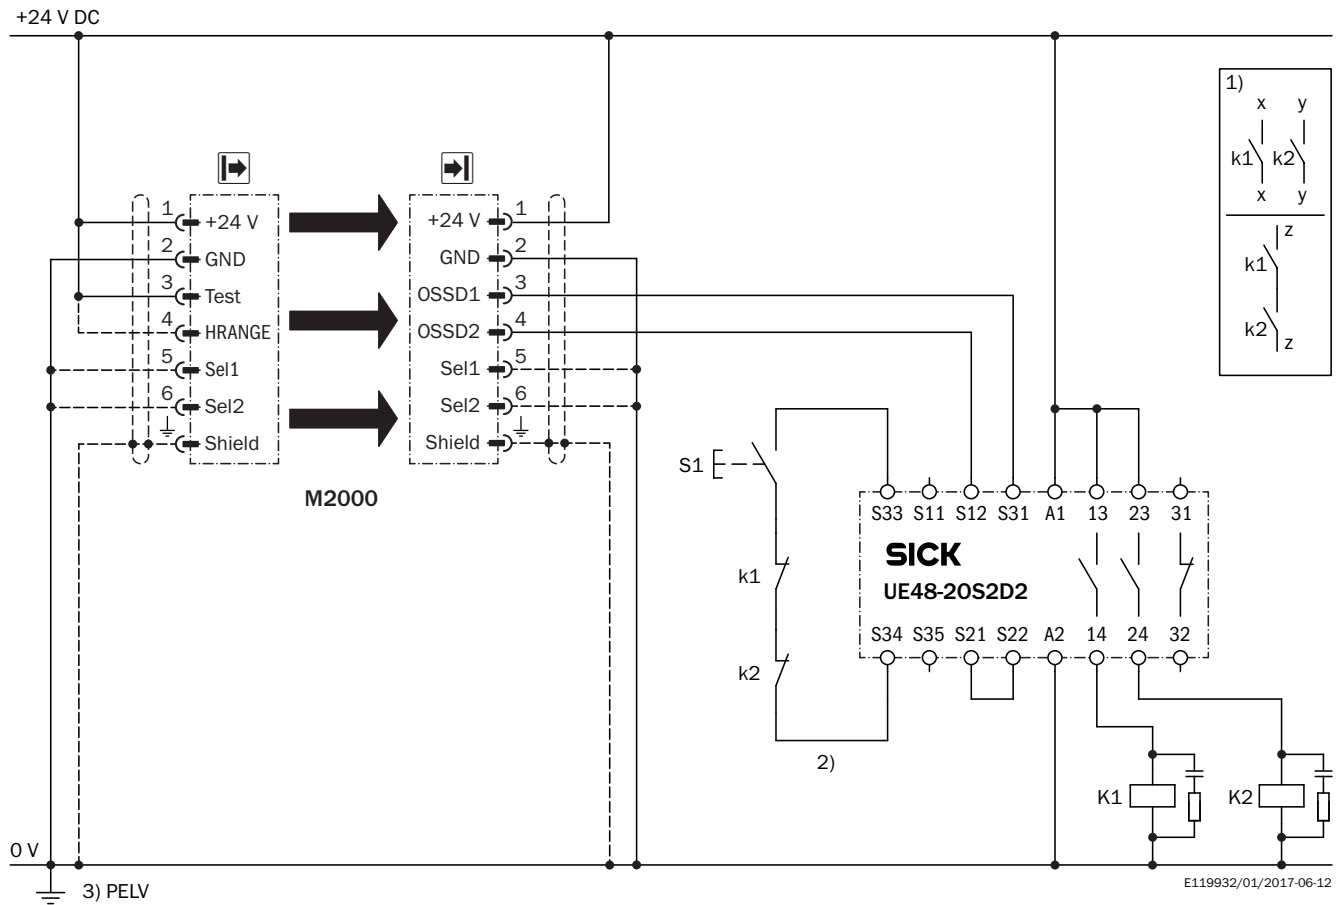 +24 V DC
1)
x y
k1 k2
x y
z
k1
k2
z
1 +24 V
2 GND
3 Test
4 HRANGE
5 Sel1
6 Sel2
Shield
+24 V 1
GND 2
OSSD1 3
OSSD2 4
Sel1 5
Sel2 6
Shield
M2000
S1
k1
k2
2)
S33 S11 S12 S31 A1 13 23 31
SICK
UE48-2OS2D2
S34 S35 S21 S22 A2 14 24 32
K1
K2
0 V
3) PELV
E119932/01/2017-06-12